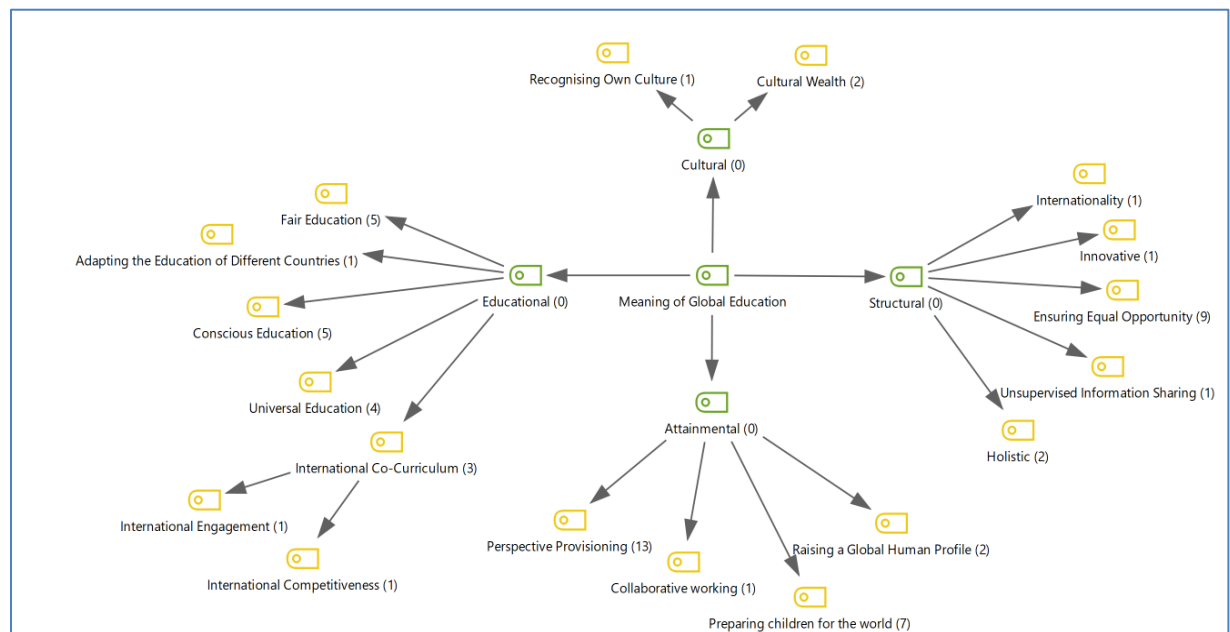 Recognising Own Culture (1)
Cultural Wealth (2)
Cultural (0)
Internationality (1)
Fair Education (5)
Innovative (1)
Adapting the Education of Different Countries (1)
Educational (0)
Meaning of Global Education
Structural (0)
Ensuring Equal Opportunity (9)
Conscious Education (5)
Unsupervised Information Sharing (1)
Universal Education (4)
Attainmental (0)
Holistic (2)
International Co-Curriculum (3)
International Engagement (1)
Perspective Provisioning (13)
Raising a Global Human Profile (2)
International Competitiveness (1)
Collaborative working (1)
Preparing children for the world (7)